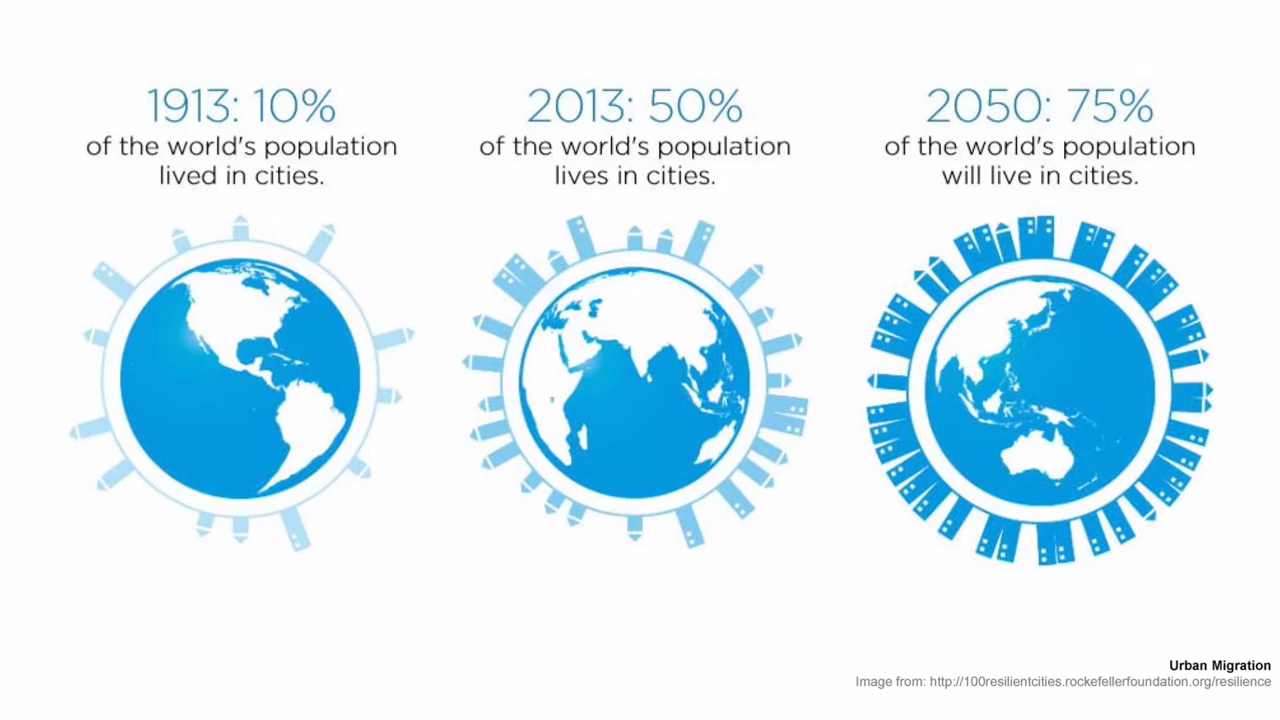 1913: 10%
of the world's population
lived in cities.
2013: 50%
of the world's population
lives in cities.
2050: 75%
of the world's population
will live in cities.
Urban Migration
Image from: http://100resilientcities.rockefellerfoundation.org/resilience